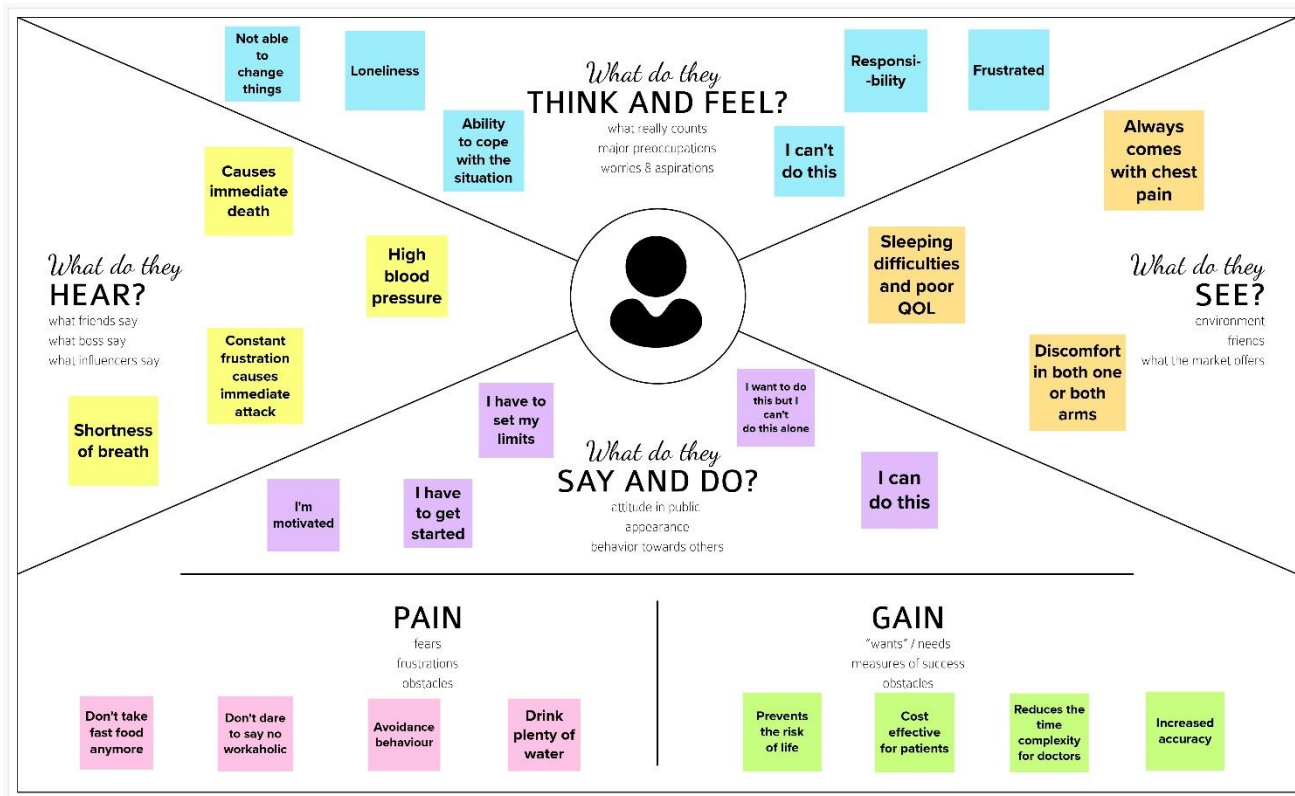 Not able
to
change
things
Loneliness
Ability
to cope
with the
situation
What do they
THINK AND FEEL?
what really counts
major preoccupations
worries & aspirations
Responsi-
-bility
Frustrated
I can't
do this
What do they
HEAR?
what friends say
what boss say
what influencers say
Causes
immediate
death
High
blood
pressure
Constant
frustration
causes
immediate
attack
Shortness
of breath
Always
comes
with chest
pain
Sleeping
difficulties
and poor
QOL
Discomfort
in both one
or both
arms
What do they
SEE?
environment
friends
what the market offers
I have to
set my
limits
I want to do
this but I
can't
do this alone
What do they
SAY AND DO?
attitude in public
appearance
behavior towards others
I'm
motivated
I have
to get
started
I can
do this
PAIN
fears
frustrations
obstacles
Don't take
fast food
anymore
Don't dare
to say no
workaholic
Avoidance
behaviour
Drink
plenty of
water
GAIN
"wants" / needs
measures of success
obstacles
Prevents
the risk
of life
Cost
effective
for patients
Reduces the
time
complexity
for doctors
Increased
accuracy